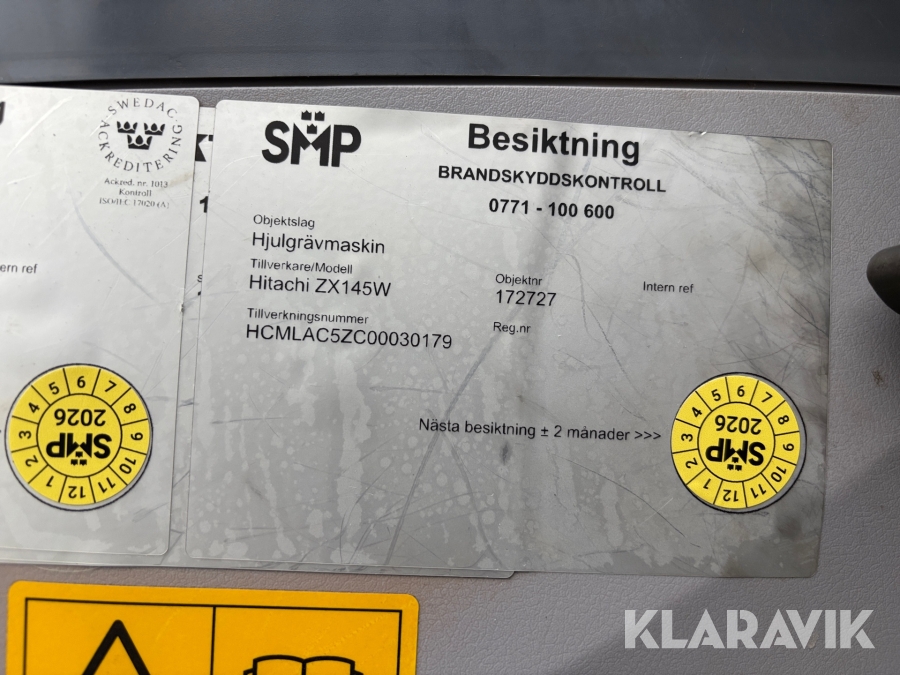 SWEDAC
ACKREDITERING
Ackred. nr. 1013
Kontroll
ISO/IEC 17020 (A)
ern ref
SMP
2026
1 2 3 4 5 6 7 8 9 10 11 12
SMP
Besiktning
BRANDSKYDDSKONTROLL
0771 - 100 600
Objektslag
Hjulgrävmaskin
Tillverkare/Modell
Hitachi ZX145W
Objektnr
172727
Intern ref
Tillverkningsnummer
HCMLAC5ZC00030179
Reg.nr
Nästa besiktning ± 2 månader >>>
SMP
2026
1 2 3 4 5 6 7 8 9 10 11 12
KLARAVIK